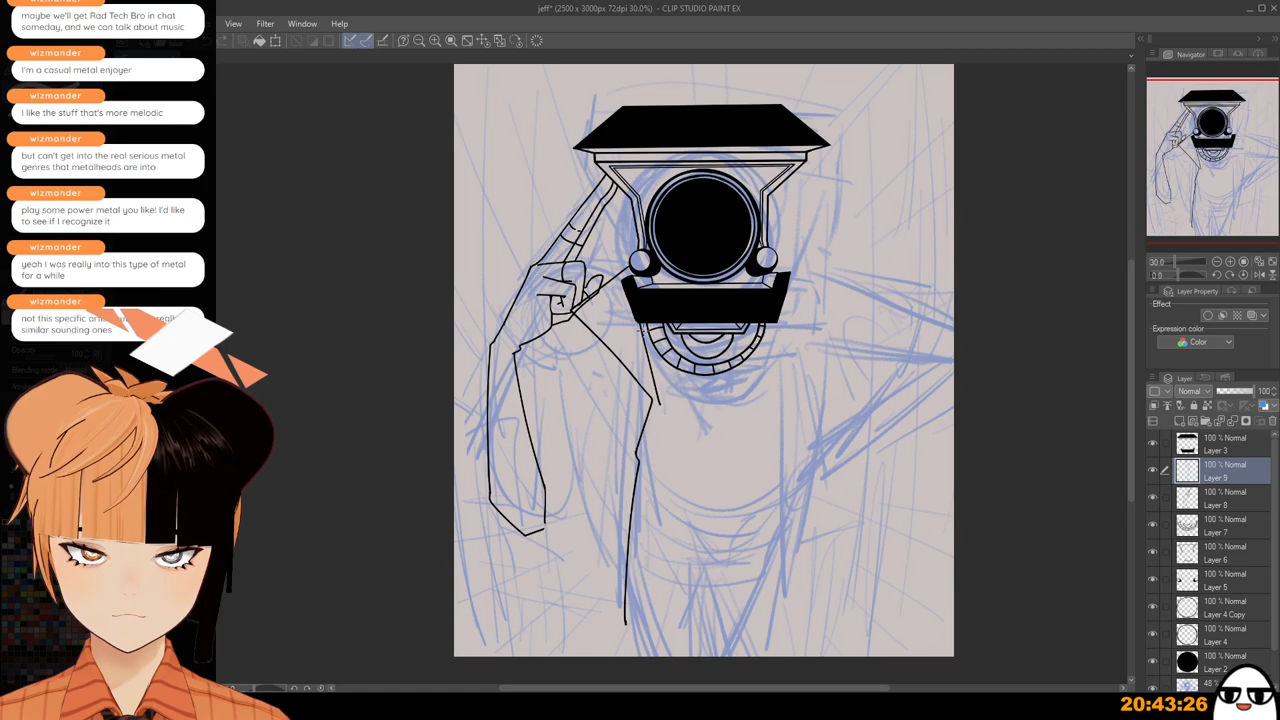 jeff* (2500 x 3000px 72dpi 30.0%) - CLIP STUDIO PAINT EX
View Filter Window Help
maybe we'll get Rad Tech Bro in chat
someday, and we can talk about music
wizmander
I'm a casual metal enjoyer
wizmander
I like the stuff that's more melodic
wizmander
but can't get into the real serious metal
genres that metalheads are into
wizmander
play some power metal you like! I'd like
to see if I recognize it
wizmander
yeah I was really into this type of metal
for a while
wizmander
not this specific
similar sounding ones
Navigator
30.0
0.0
Layer Property
Effect
Expression color
Color
Layer
Normal 100
100 % Normal
Layer 3
100 % Normal
Layer 9
100 % Normal
Layer 8
100 % Normal
Layer 7
100 % Normal
Layer 6
100 % Normal
Layer 5
100 % Normal
Layer 4 Copy
100 % Normal
Layer 4
100 % Normal
Layer 2
48 %
20:43:26